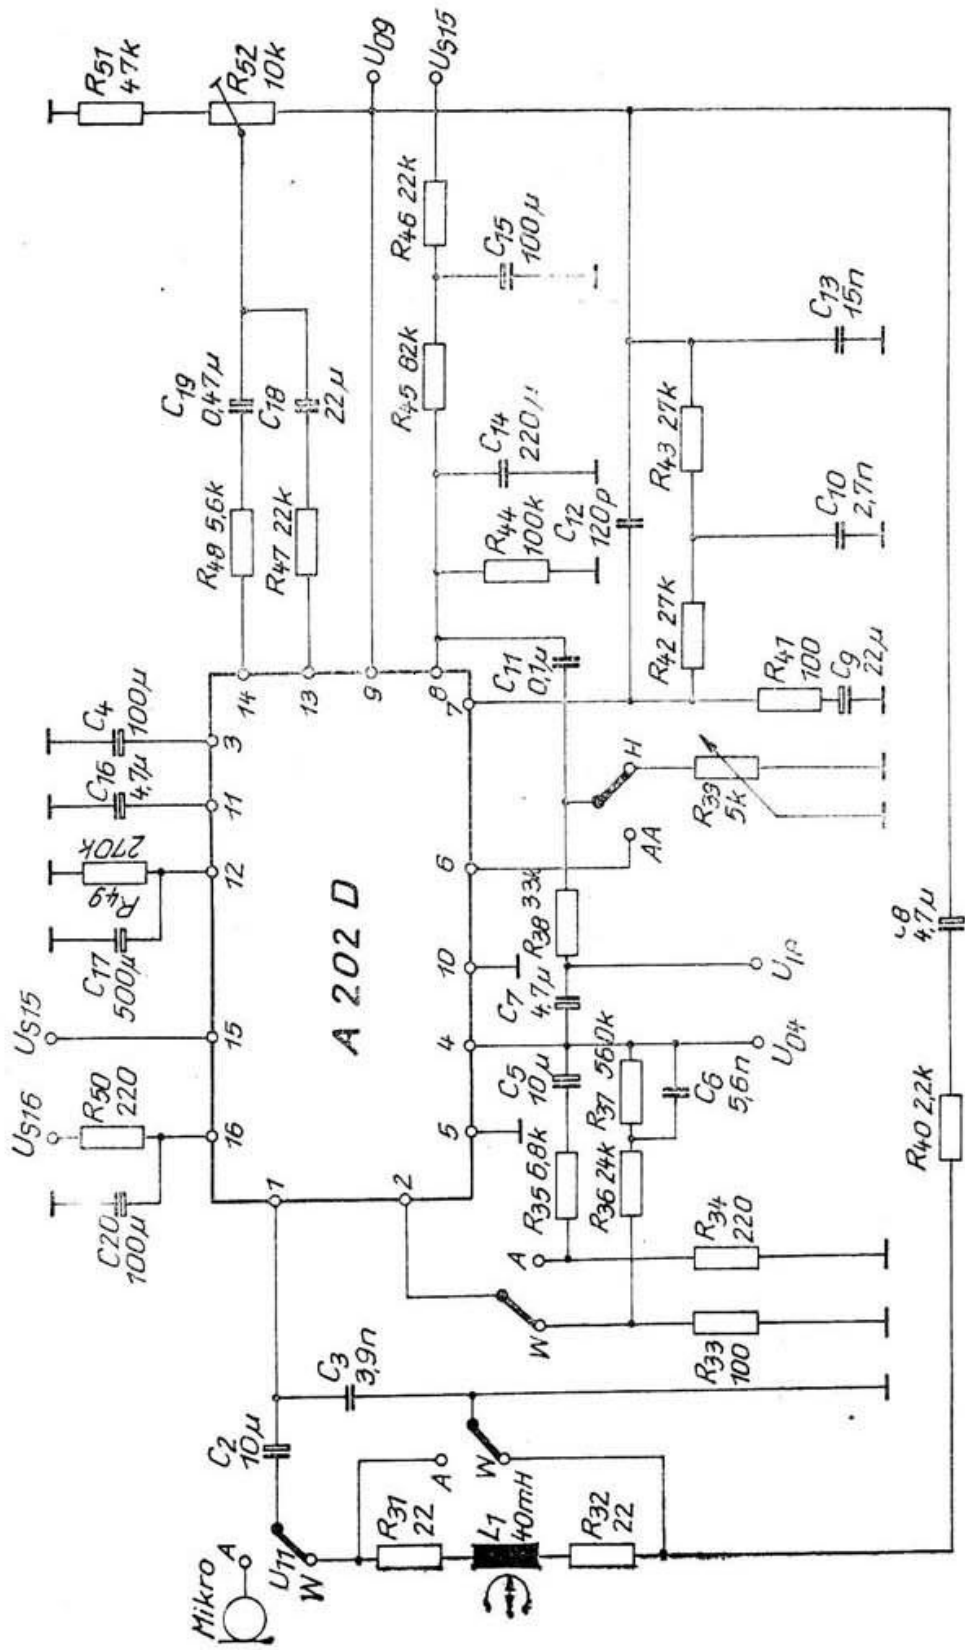 Mikro
A
U11
W
C2
10µ
C3
3,9n
R31
22
L1
40mH
R32
22
A
W
W
A
R33
100
R34
220
R35 6,8k
R36 24k
R37 560k
C5
10µ
C6
5,6n
C7
4,7µ
R38 33k
UO4
R40 2,2k
4,7µ
AA
H
R39
5k
C11
0,1µ
R41
100
C9
22µ
R42 27k
R43 27k
C10
2,7n
C13
15n
C12
120p
R44
100k
C14
220µ
R45 82k
R46 22k
C15
100µ
US15
UO9
R47 22k
C18
22µ
R48 5,6k
C19
0,47µ
R51
47k
R52
10k
C4
100µ
C16
4,7µ
R49
270k
C17
500µ
US15
R50
220
US16
C20
100µ
A 202 D
1
2
3
4
5
6
7
8
9
10
11
12
13
14
15
16